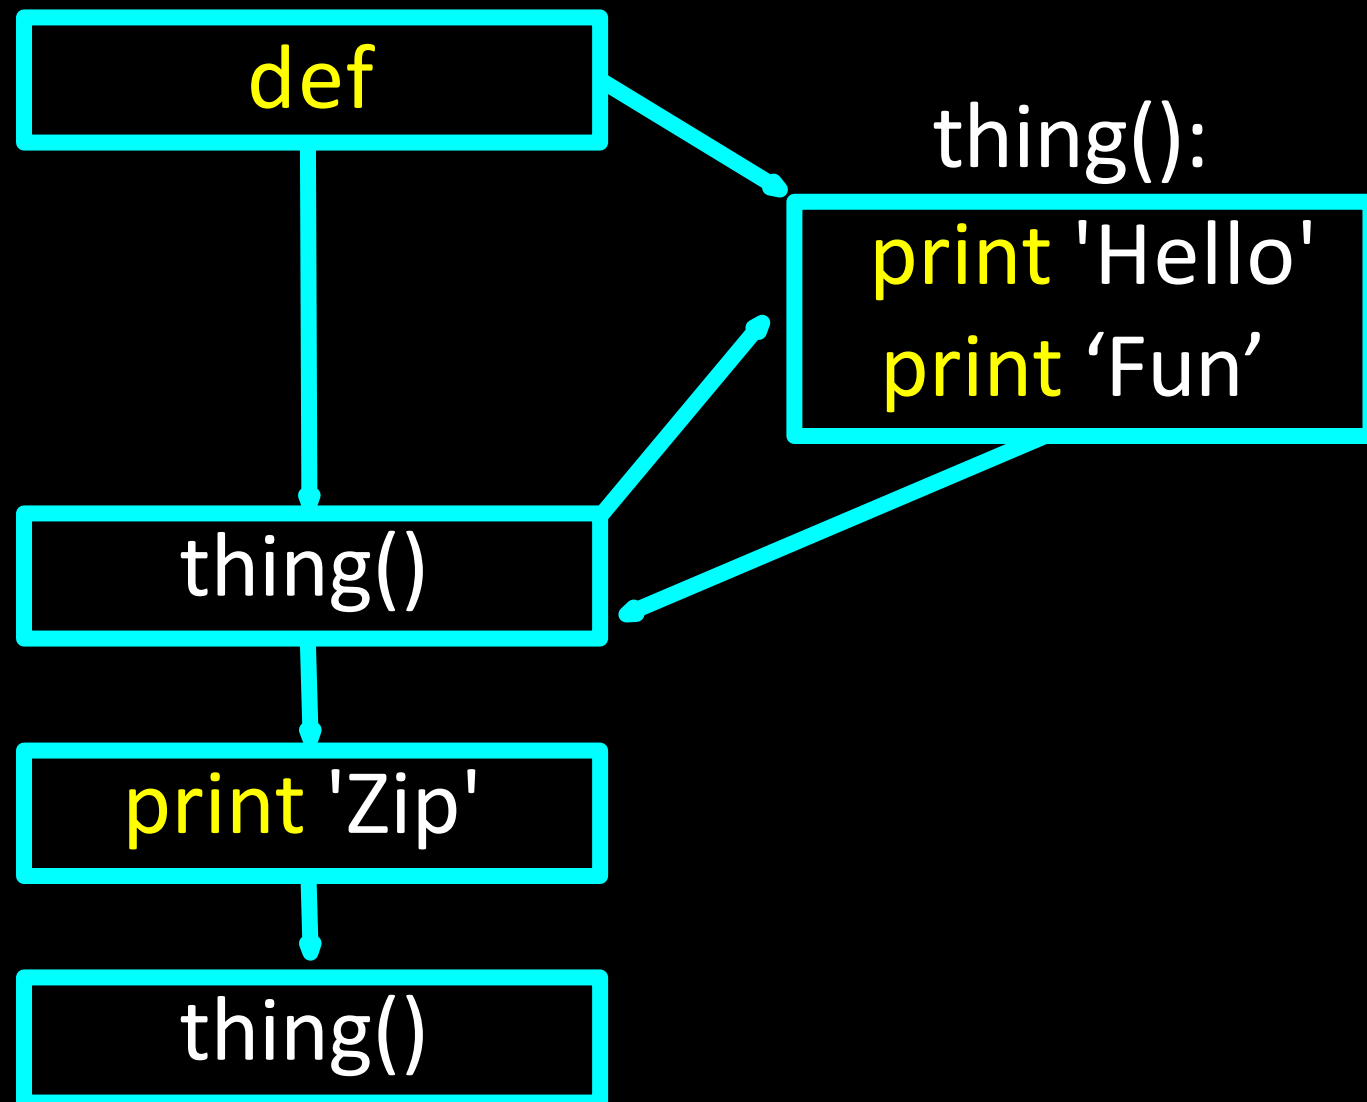 def
thing():
print 'Hello'
print ‘Fun’
thing()
print 'Zip'
thing()